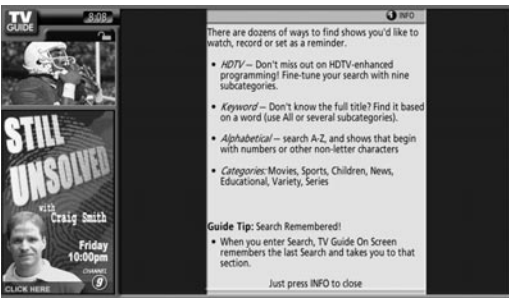 TV
GUIDE
8:08
STILL
UNSOLVED
with
Craig Smith
Friday
10:00pm
CHANNEL
9
CLICK HERE
i INFO
There are dozens of ways to find shows you'd like to
watch, record or set as a reminder.
• HDTV – Don't miss out on HDTV-enhanced
programming! Fine-tune your search with nine
subcategories.
• Keyword – Don't know the full title? Find it based
on a word (use All or several subcategories).
• Alphabetical – search A-Z, and shows that begin
with numbers or other non-letter characters
• Categories: Movies, Sports, Children, News,
Educational, Variety, Series
Guide Tip: Search Remembered!
• When you enter Search, TV Guide On Screen
remembers the last Search and takes you to that
section.
Just press INFO to close